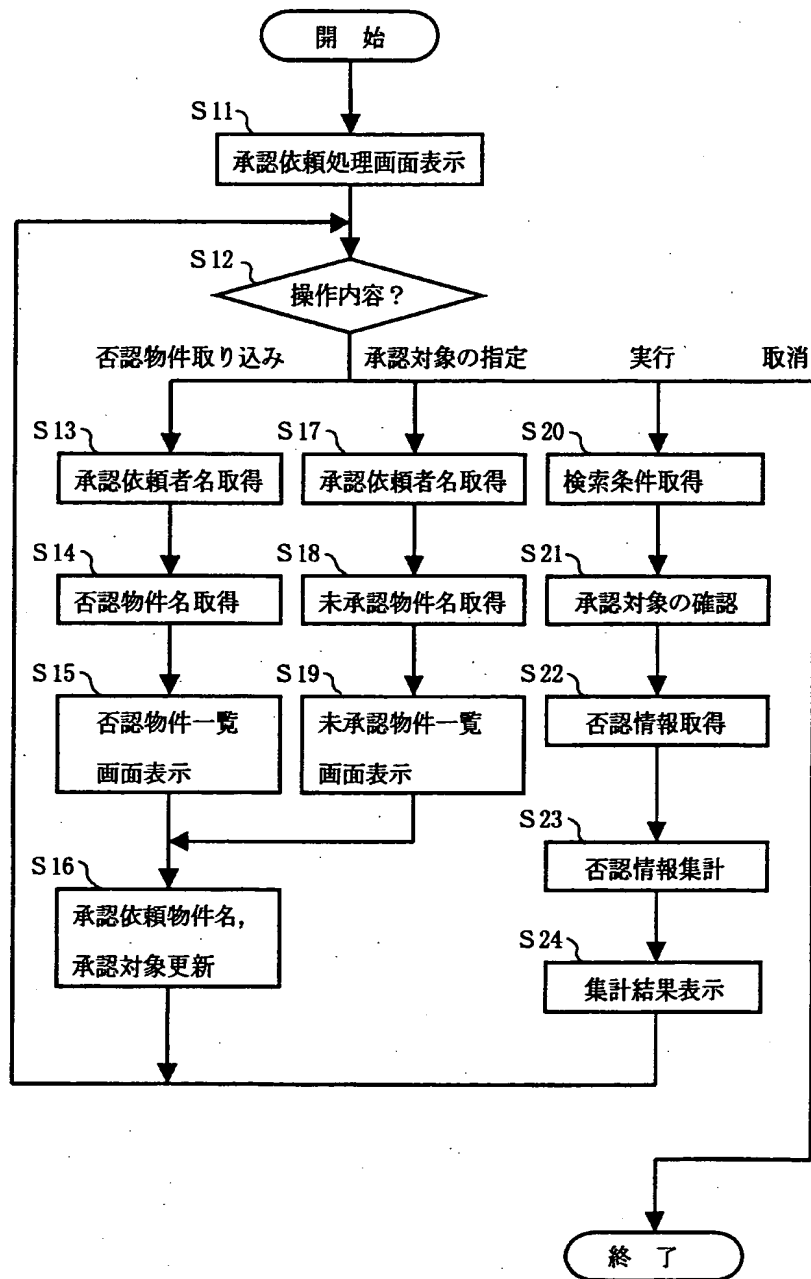 開 始
S11
承認依頼処理画面表示
S12
操作内容？
否認物件取り込み
承認対象の指定
実行
取消
S13
承認依頼者名取得
S17
承認依頼者名取得
S20
検索条件取得
S14
否認物件名取得
S18
未承認物件名取得
S21
承認対象の確認
S15
否認物件一覧
画面表示
S19
未承認物件一覧
画面表示
S22
否認情報取得
S16
承認依頼物件名，
承認対象更新
S23
否認情報集計
S24
集計結果表示
終 了